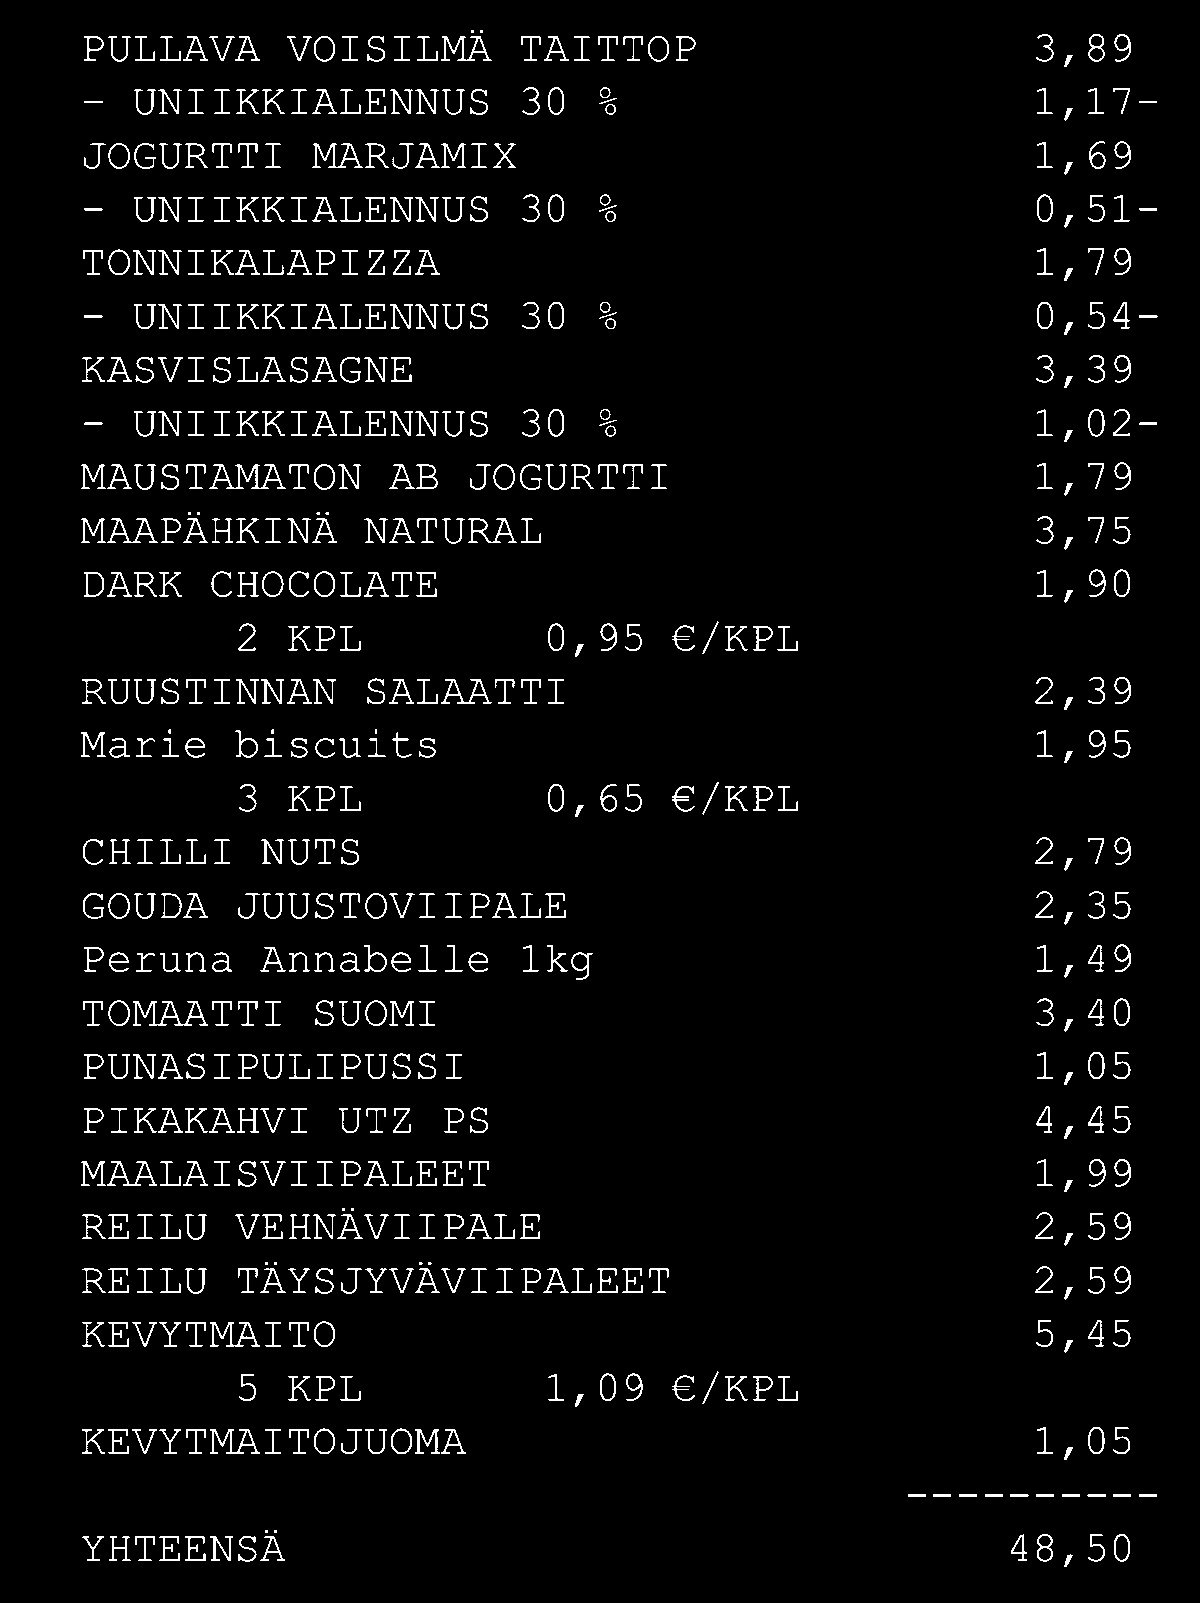 PULLAVA VOISILMÄ TAITTOP 3,89
- UNIIKKIALENNUS 30 % 1,17-
JOGURTTI MARJAMIX 1,69
- UNIIKKIALENNUS 30 % 0,51-
TONNIKALAPIZZA 1,79
- UNIIKKIALENNUS 30 % 0,54-
KASVISLASAGNE 3,39
- UNIIKKIALENNUS 30 % 1,02-
MAUSTAMATON AB JOGURTTI 1,79
MAAPÄHKINÄ NATURAL 3,75
DARK CHOCOLATE 1,90
2 KPL 0,95 €/KPL
RUUSTINNAN SALAATTI 2,39
Marie biscuits 1,95
3 KPL 0,65 €/KPL
CHILLI NUTS 2,79
GOUDA JUUSTOVIIPALE 2,35
Peruna Annabelle 1kg 1,49
TOMAATTI SUOMI 3,40
PUNASIPULIPUSSI 1,05
PIKAKAHVI UTZ PS 4,45
MAALAISVIIPALEET 1,99
REILU VEHNÄVIIPALE 2,59
REILU TÄYSJYVÄVIIPALEET 2,59
KEVYTMAITO 5,45
5 KPL 1,09 €/KPL
KEVYTMAITOJUOMA 1,05
----------
YHTEENSÄ 48,50